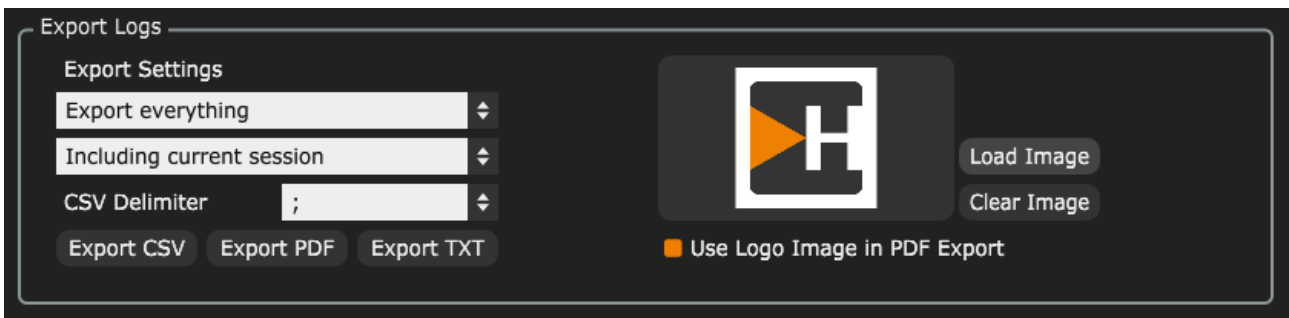 Export Logs
Export Settings
Export everything
Including current session
CSV Delimiter ;
Export CSV Export PDF Export TXT
H
Load Image
Clear Image
Use Logo Image in PDF Export